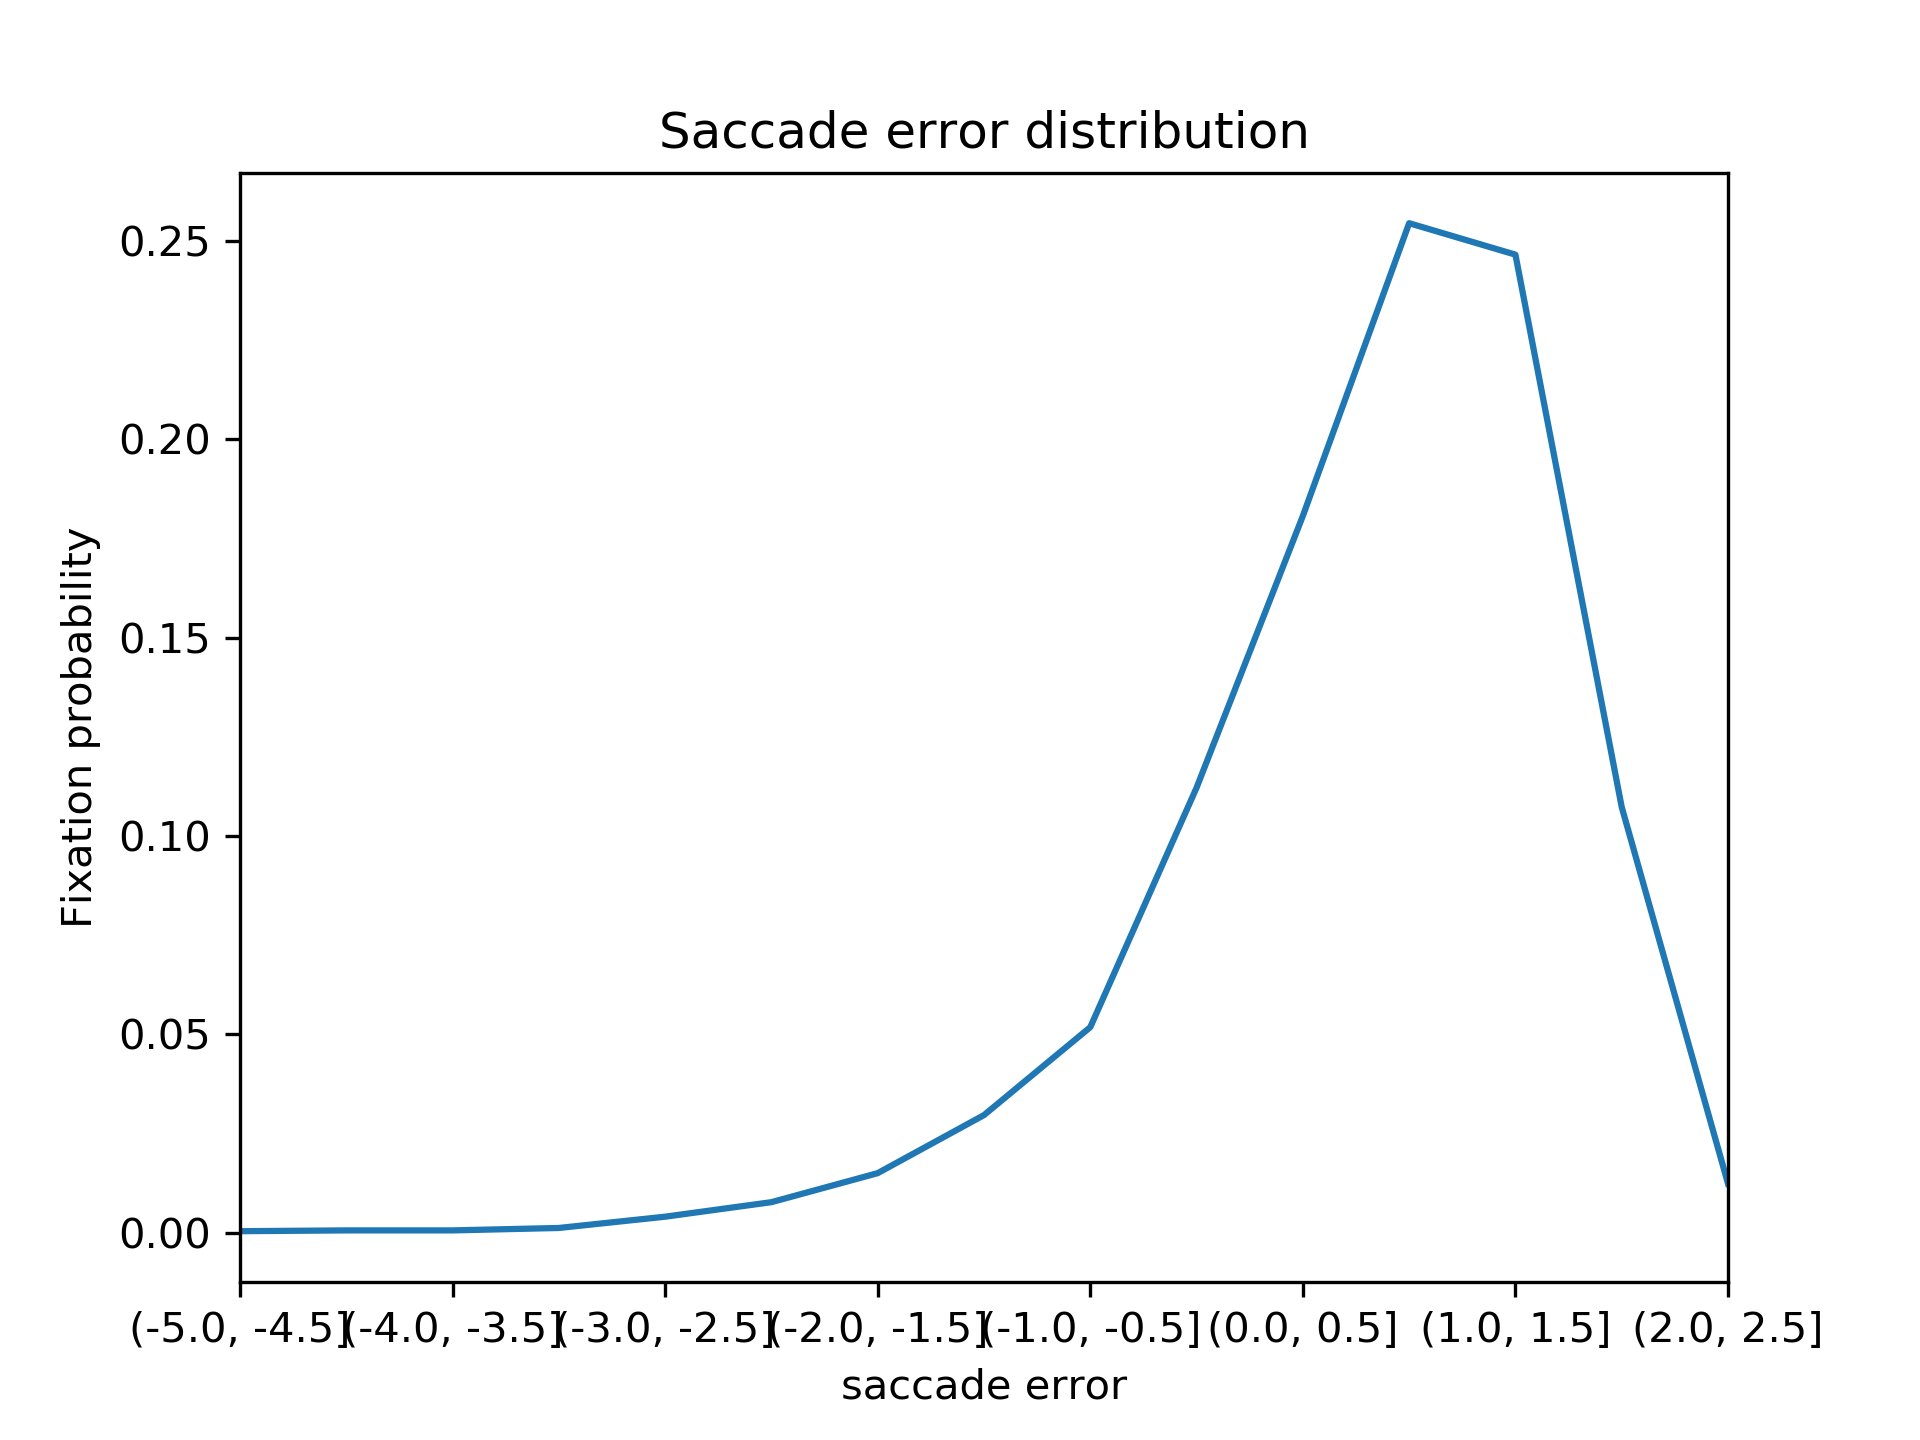 Saccade error distribution
Fixation probability
0.25
0.20
0.15
0.10
0.05
0.00
(-5.0, -4.5] (-4.0, -3.5] (-3.0, -2.5] (-2.0, -1.5] (-1.0, -0.5] (0.0, 0.5] (1.0, 1.5] (2.0, 2.5]
saccade error